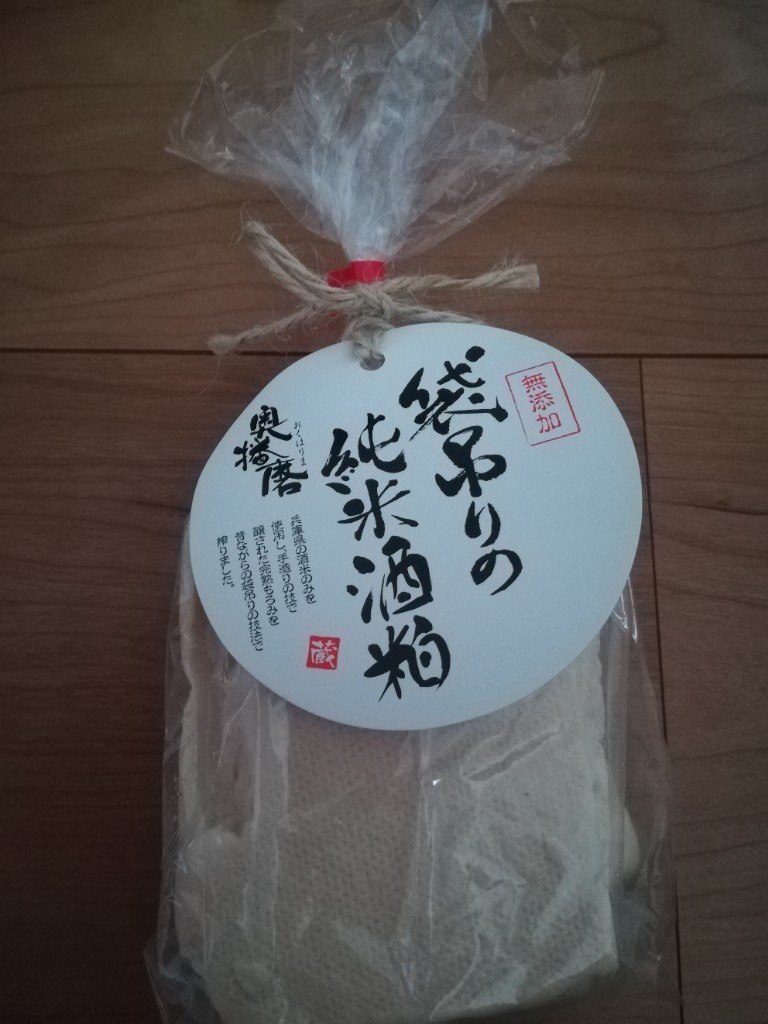 無添加
袋吊りの
純米酒粕
おくはりま
奥播磨
兵庫県の酒米のみを
使用し、手造りの技で
醸された完熟もろみを
昔ながらの袋吊りの技法で
搾りました。
蔵